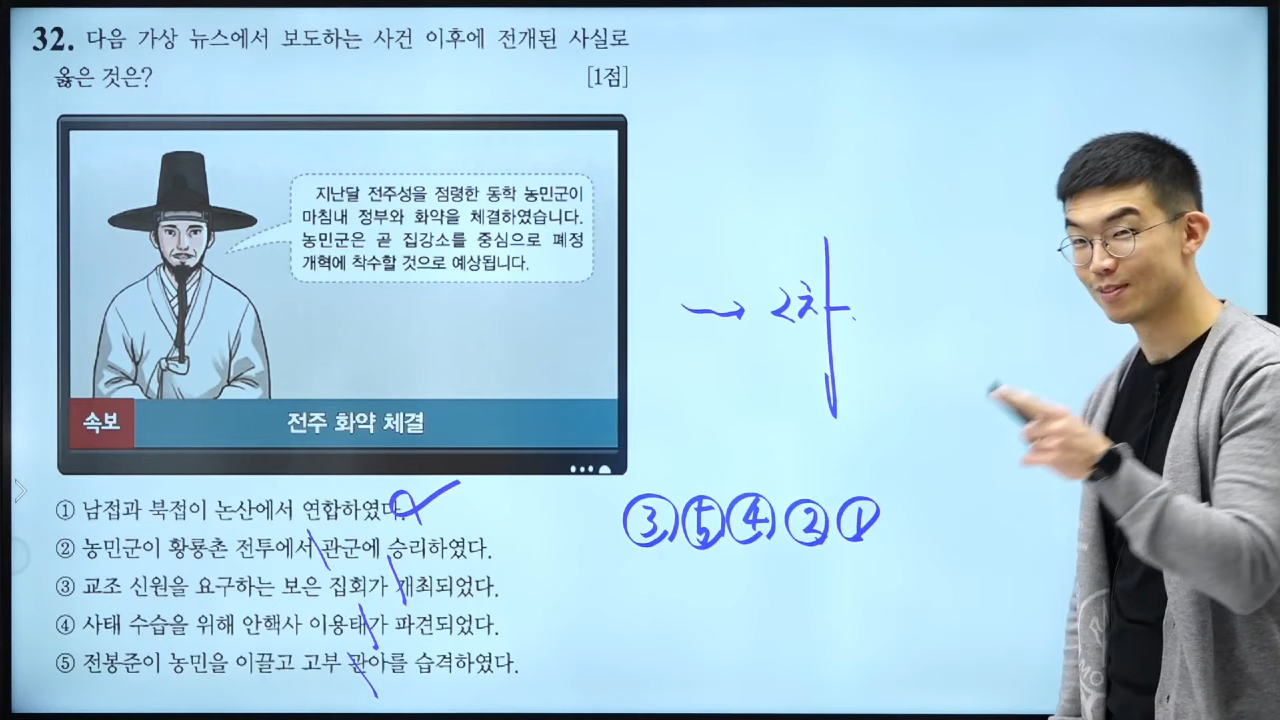 32. 다음 가상 뉴스에서 보도하는 사건 이후에 전개된 사실로
옳은 것은? [1점]
지난달 전주성을 점령한 동학 농민군이
마침내 정부와 화약을 체결하였습니다.
농민군은 곧 집강소를 중심으로 폐정
개혁에 착수할 것으로 예상됩니다.
속보 전주 화약 체결
→ 2차
① 남접과 북접이 논산에서 연합하였다.
② 농민군이 황룡촌 전투에서 관군에 승리하였다.
③ 교조 신원을 요구하는 보은 집회가 개최되었다.
④ 사태 수습을 위해 안핵사 이용태가 파견되었다.
⑤ 전봉준이 농민을 이끌고 고부 관아를 습격하였다.
③ ⑤ ④ ② ①